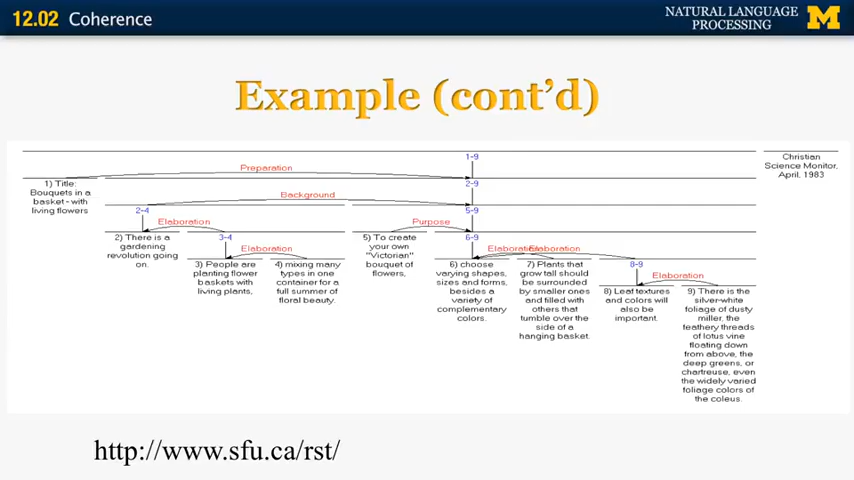 12.02 Coherence
NATURAL LANGUAGE
PROCESSING
M
Example (cont'd)
1-9
Christian
Science Monitor,
April, 1983
Preparation
1) Title:
Bouquets in a
basket - with
living flowers
2-9
Background
2-4
5-9
Elaboration
Purpose
2) There is a
gardening
revolution going
on.
3-4
5) To create
your own
"Victorian"
bouquet of
flowers,
6-9
Elaboration
Elaboration
Elaboration
3) People are
planting flower
baskets with
living plants,
4) mixing many
types in one
container for a
full summer of
floral beauty.
6) choose
varying shapes,
sizes and forms,
besides a
variety of
complementary
colors.
7) Plants that
grow tall should
be surrounded
by smaller ones
and filled with
others that
tumble over the
side of a
hanging basket.
8-9
Elaboration
8) Leaf textures
and colors will
also be
important.
9) There is the
silver-white
foliage of dusty
miller, the
feathery threads
of lotus vine
floating down
from above, the
deep greens, or
chartreuse, even
the widely varied
foliage colors of
the coleus.
http://www.sfu.ca/rst/